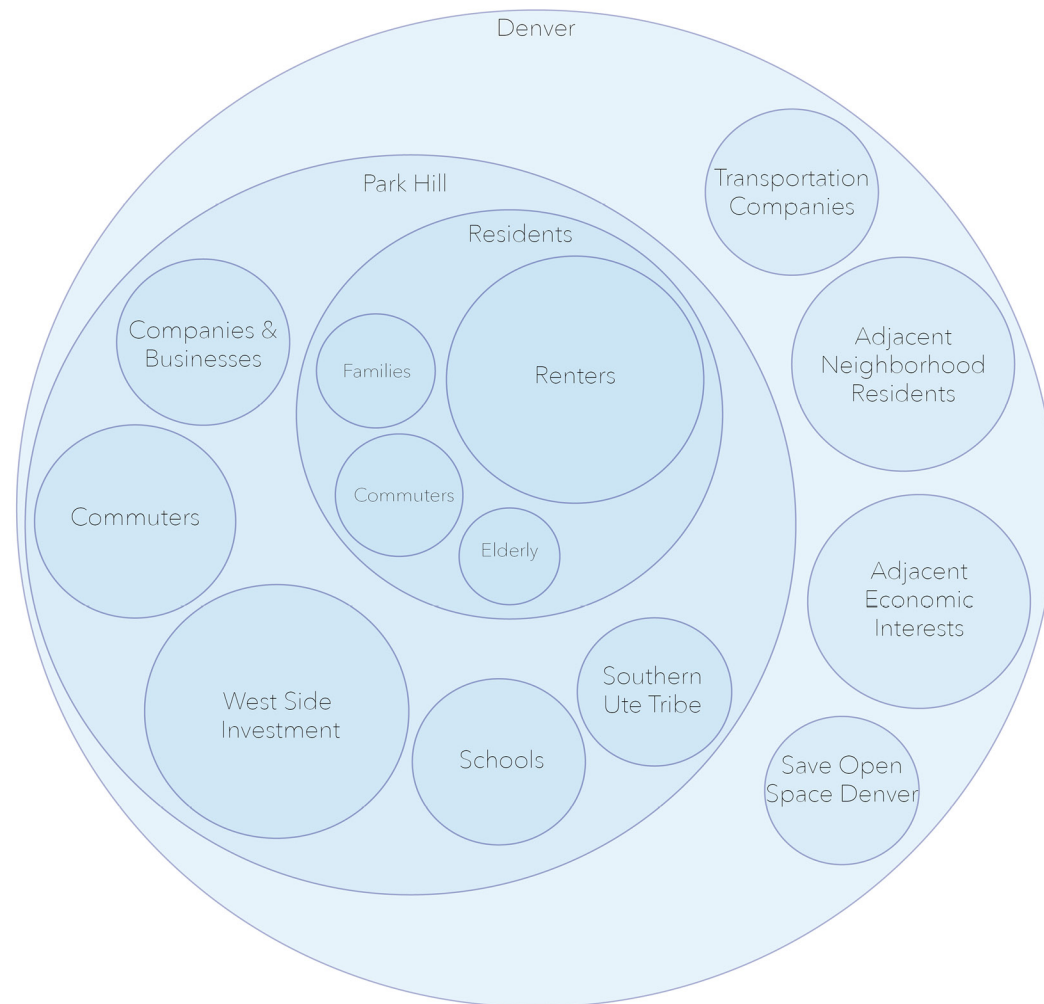 Denver
Park Hill
Residents
Transportation
Companies
Companies &
Businesses
Families
Renters
Adjacent
Neighborhood
Residents
Commuters
Commuters
Elderly
Adjacent
Economic
Interests
West Side
Investment
Southern
Ute Tribe
Schools
Save Open
Space Denver